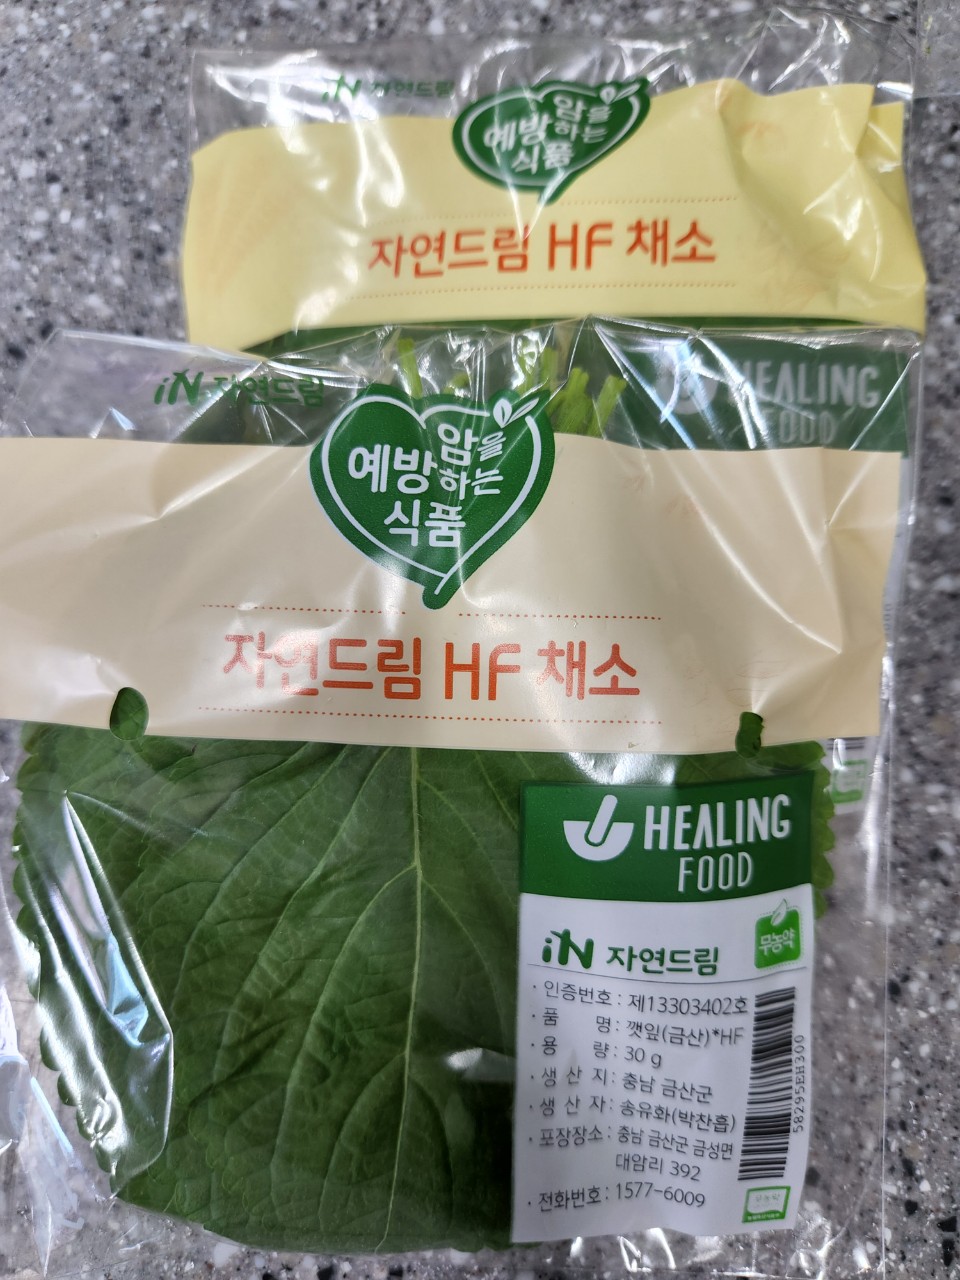 iN 자연드림
암을
예방하는
식품
자연드림 HF 채소
HEALING
FOOD
iN 자연드림
암을
예방하는
식품
자연드림 HF 채소
HEALING
FOOD
iN 자연드림
무농약
· 인증번호 : 제13303402호
· 품 명 : 깻잎(금산)*HF
· 용 량 : 30 g
· 생 산 지 : 충남 금산군
· 생 산 자 : 송유화(박찬흡)
· 포장장소 : 충남 금산군 금성면
대암리 392
· 전화번호 : 1577-6009
58295EH300
무농약